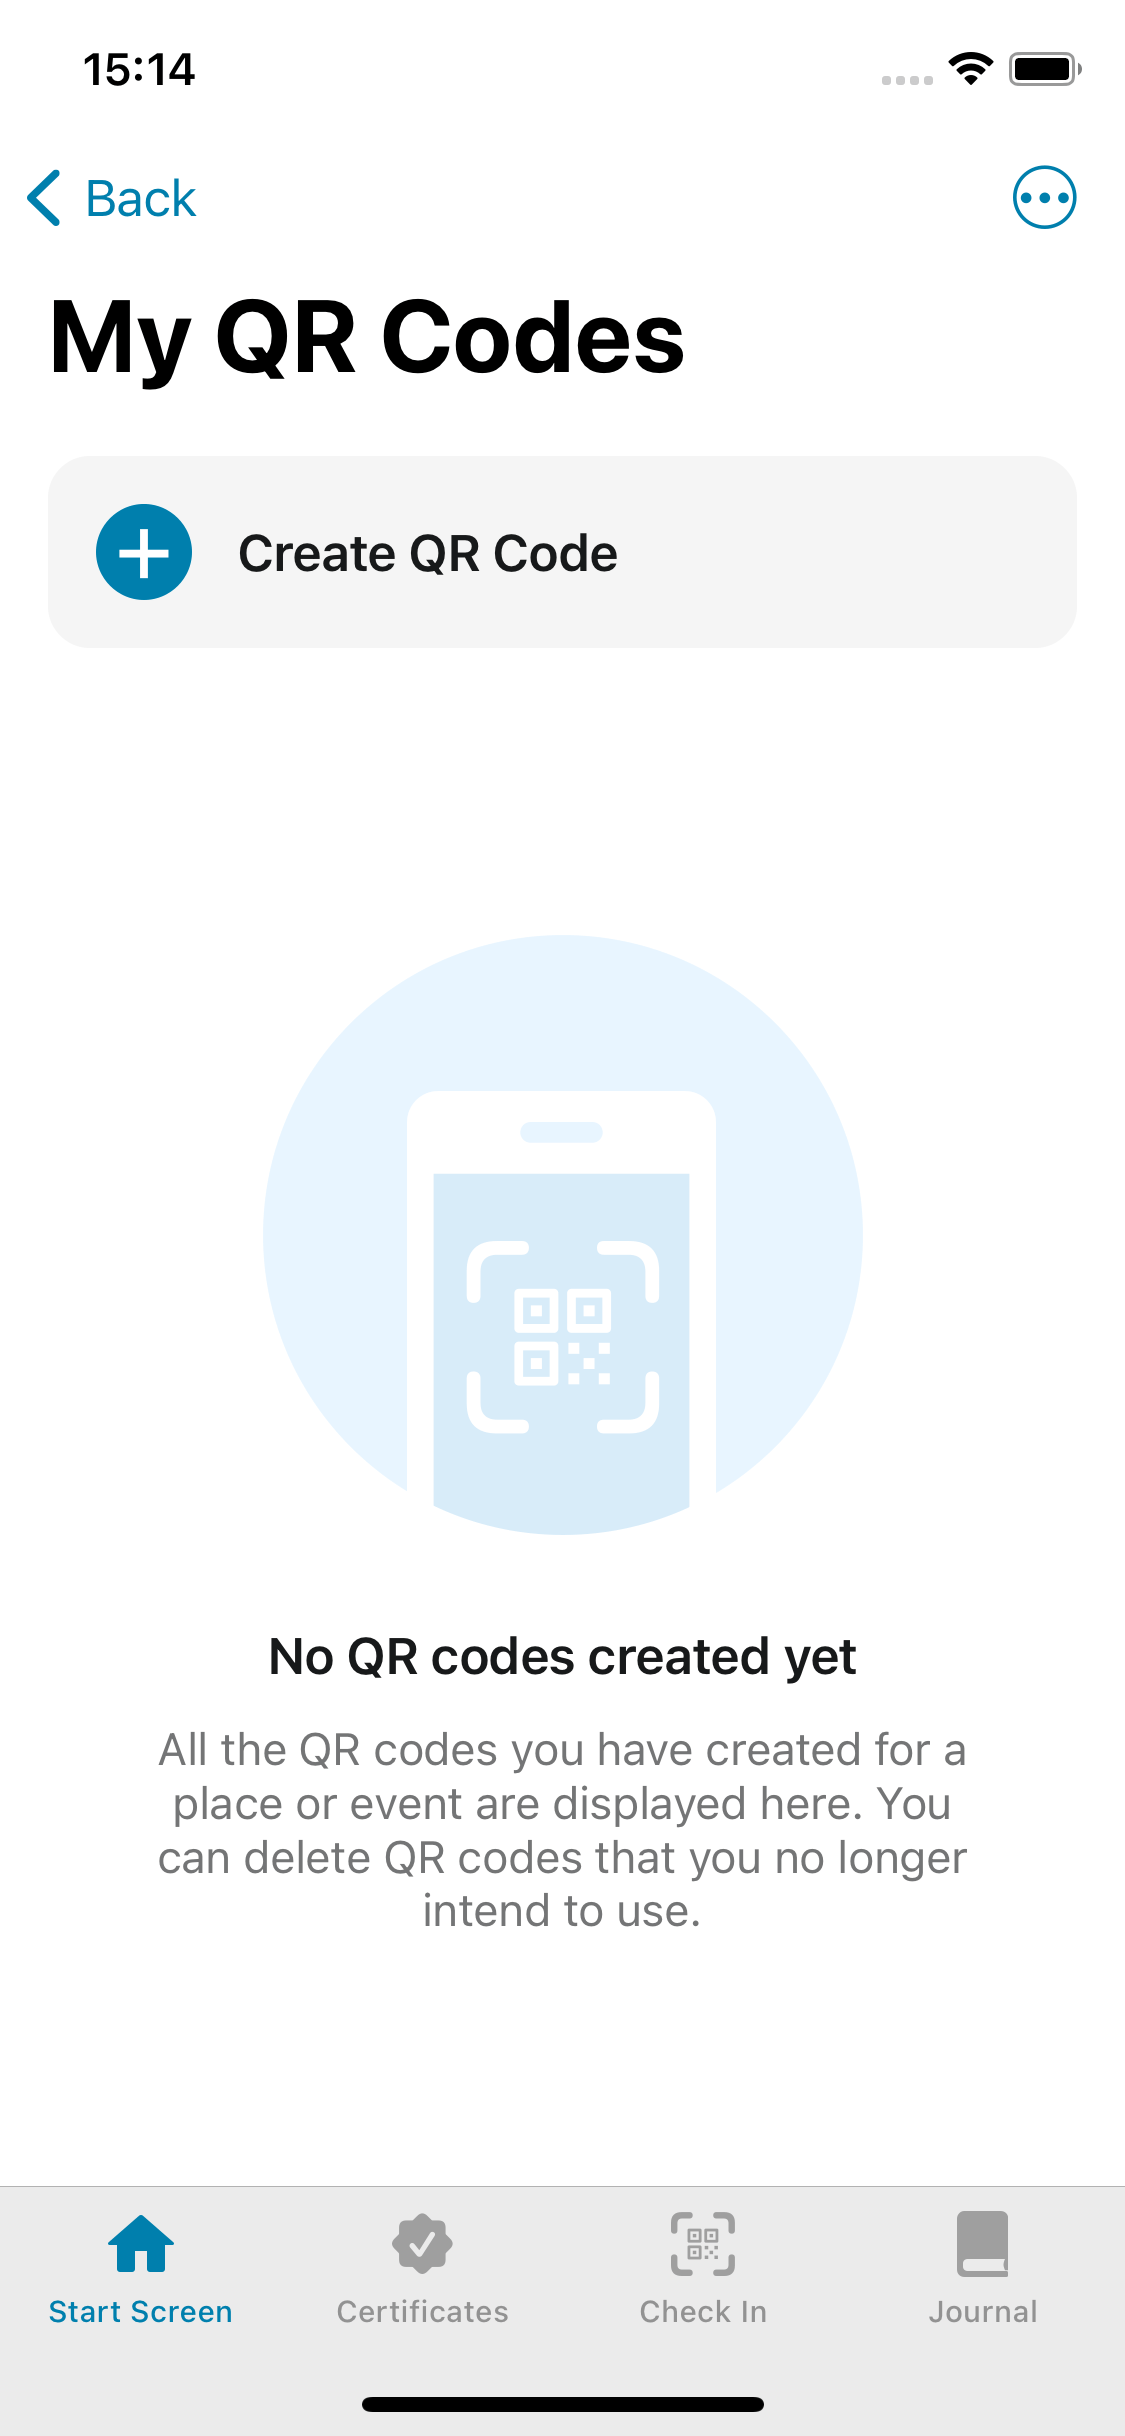 15:14
Back
My QR Codes
Create QR Code
No QR codes created yet
All the QR codes you have created for a
place or event are displayed here. You
can delete QR codes that you no longer
intend to use.
Start Screen
Certificates
Check In
Journal